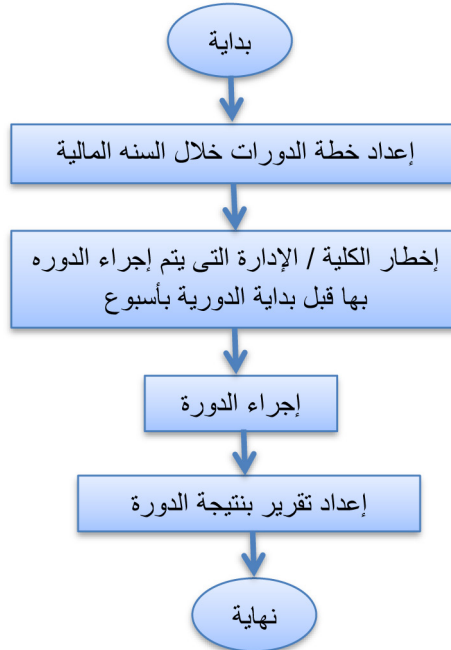 بداية
إعداد خطة الدورات خلال السنه المالية
إخطار الكلية / الإدارة التى يتم إجراء الدوره
بها قبل بداية الدورية بأسبوع
إجراء الدورة
إعداد تقرير بنتيجة الدورة
نهاية